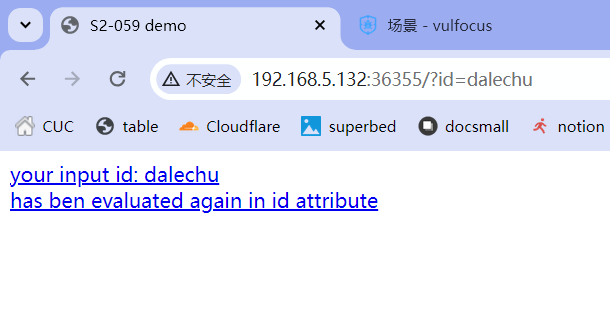 S2-059 demo
场景 - vulfocus
不安全 192.168.5.132:36355/?id=dalechu
CUC table Cloudflare superbed docsmall notion
your input id: dalechu
has ben evaluated again in id attribute